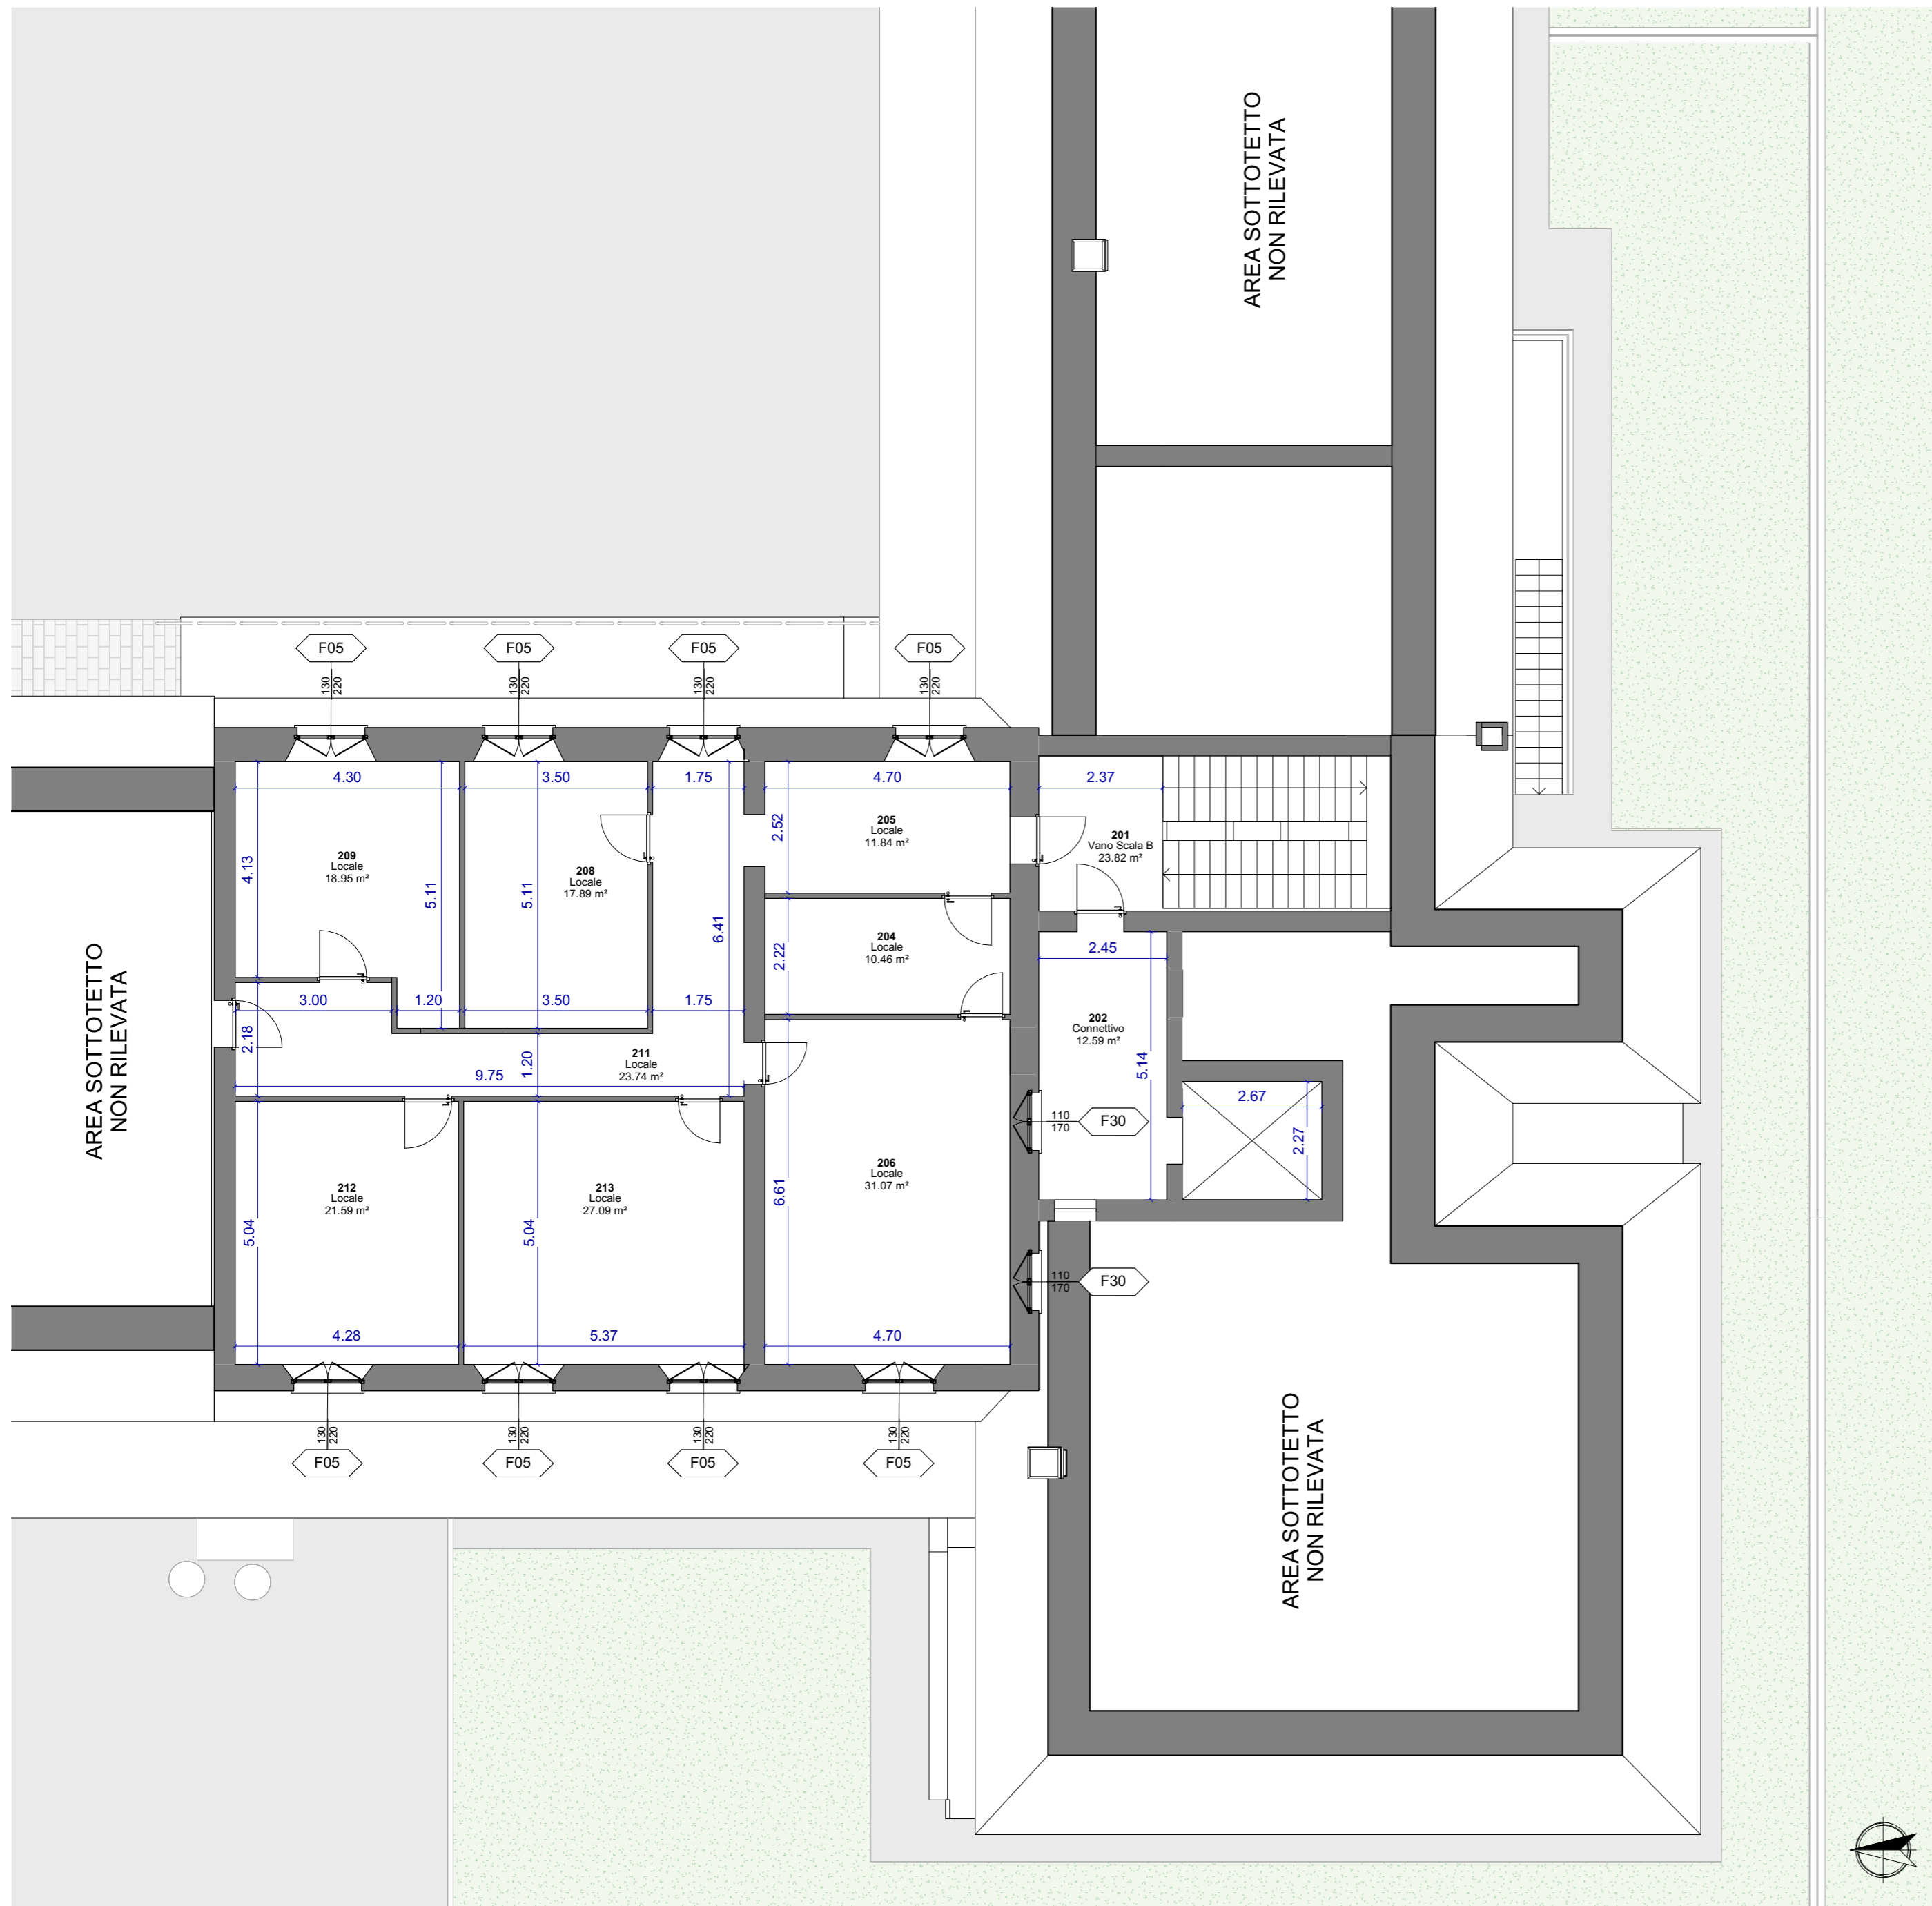 AREA SOTTOTETTO
NON RILEVATA
F05
F05
F05
F05
130
220
130
220
130
220
130
220
4.30
3.50
1.75
4.70
2.37
209
Locale
18.95 m²
4.13
5.11
208
Locale
17.89 m²
5.11
6.41
2.52
205
Locale
11.84 m²
201
Vano Scala B
23.82 m²
204
Locale
10.46 m²
2.22
2.45
AREA SOTTOTETTO
NON RILEVATA
3.00
1.20
3.50
1.75
2.18
211
Locale
23.74 m²
1.20
9.75
202
Connettivo
12.59 m²
5.14
2.67
2.27
110
170
F30
212
Locale
21.59 m²
5.04
213
Locale
27.09 m²
5.04
206
Locale
31.07 m²
6.61
110
170
F30
4.28
5.37
4.70
130
220
130
220
130
220
130
220
F05
F05
F05
F05
AREA SOTTOTETTO
NON RILEVATA